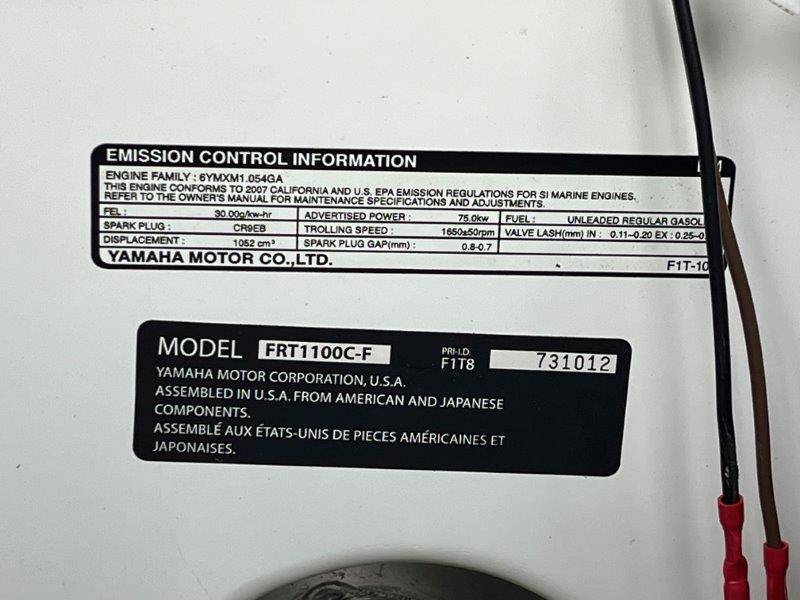 EMISSION CONTROL INFORMATION
ENGINE FAMILY : 6YMXM1.054GA
THIS ENGINE CONFORMS TO 2007 CALIFORNIA AND U.S. EPA EMISSION REGULATIONS FOR SI MARINE ENGINES.
REFER TO THE OWNER'S MANUAL FOR MAINTENANCE SPECIFICATIONS AND ADJUSTMENTS.
FEL : 30.00g/kw-hr ADVERTISED POWER : 75.0kw FUEL : UNLEADED REGULAR
SPARK PLUG : CR9EB TROLLING SPEED : 1650±50rpm VALVE LASH(mm) IN : 0.11-0.20 EX :
DISPLACEMENT : 1052 cm³ SPARK PLUG GAP(mm) : 0.8-0.7
YAMAHA MOTOR CO.,LTD.
MODEL FRT1100C-F PRI-I.D. F1T8 731012
YAMAHA MOTOR CORPORATION, U.S.A.
ASSEMBLED IN U.S.A. FROM AMERICAN AND JAPANESE
COMPONENTS.
ASSEMBLÉ AUX ÉTATS-UNIS DE PIECES AMÉRICAINES ET
JAPONAISES.